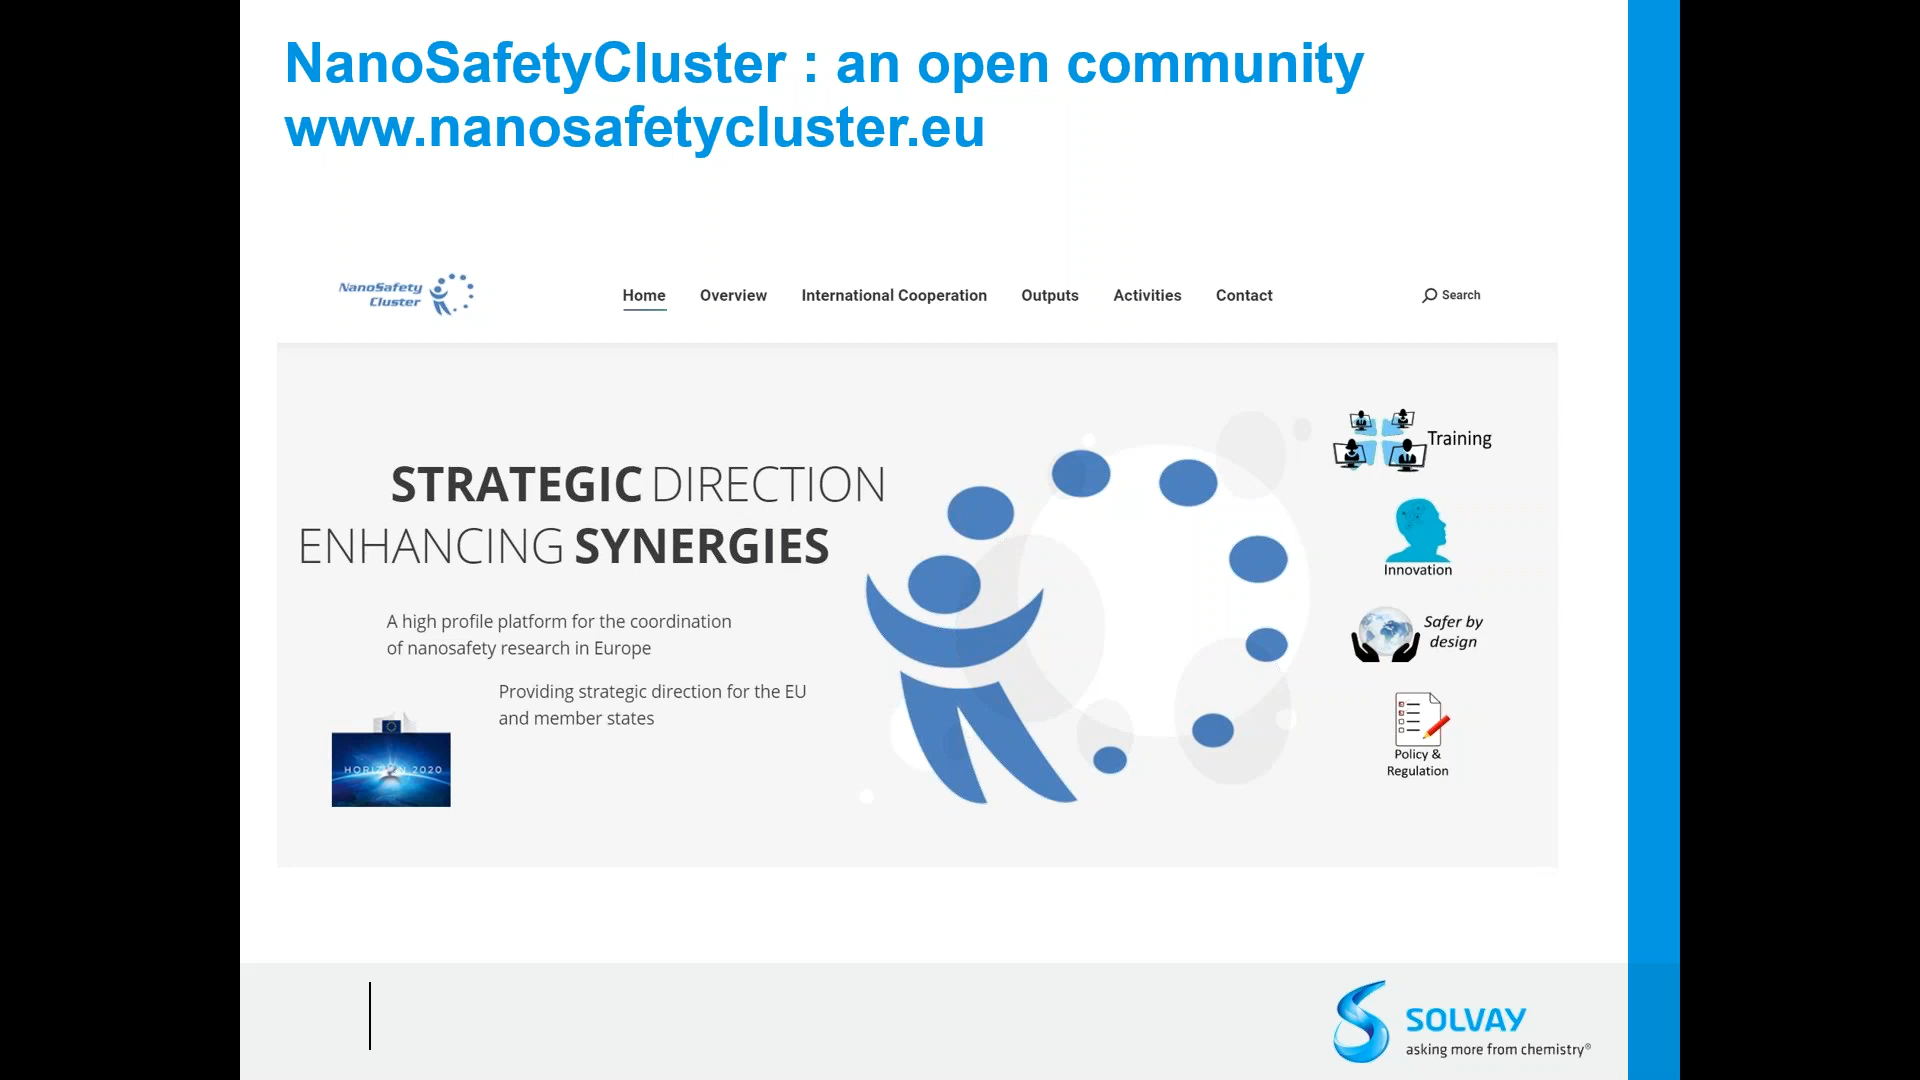 NanoSafetyCluster : an open community
www.nanosafetycluster.eu
NanoSafety
Cluster
Home Overview International Cooperation Outputs Activities Contact
Search
STRATEGIC DIRECTION
ENHANCING SYNERGIES
A high profile platform for the coordination
of nanosafety research in Europe
Providing strategic direction for the EU
and member states
HORIZON 2020
Training
Innovation
Safer by
design
Policy &
Regulation
SOLVAY
asking more from chemistry®